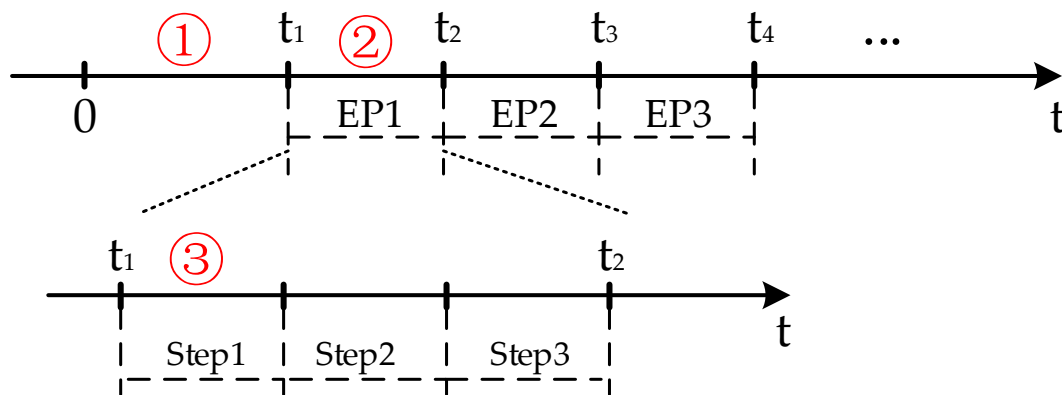 ① t₁ ② t₂ t₃ t₄ ...
0 EP1 EP2 EP3 t
t₁ ③ t₂
t
Step1 Step2 Step3